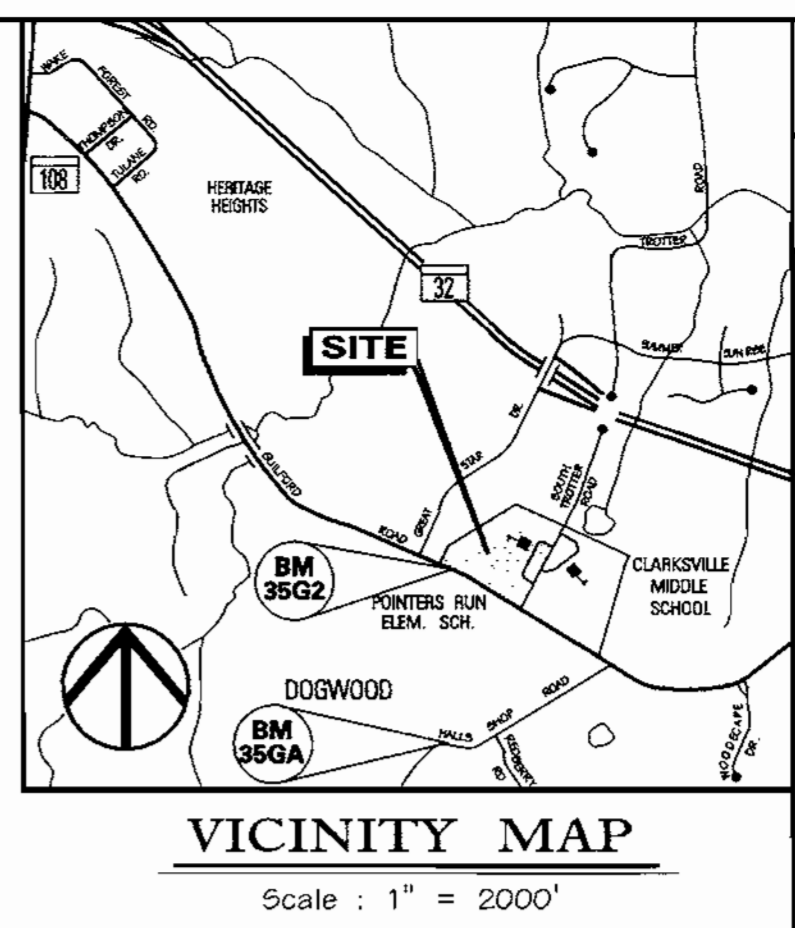 WAKE
FOREST
RD.
THOMPSON
DR.
TULANE
RD.
108
HERITAGE
HEIGHTS
ROAD
TROTTER
32
SITE
SUMMER
SUN RISE
DR.
STAR
GREAT
GUILFORD
ROAD
SOUTH
TROTTER
ROAD
BM
35G2
POINTERS RUN
ELEM. SCH.
CLARKSVILLE
MIDDLE
SCHOOL
DOGWOOD
BM
35GA
HALLS
SHOP
ROAD
REDBERRY
RD
WOODSCAPE
DR.
VICINITY MAP
Scale : 1" = 2000'